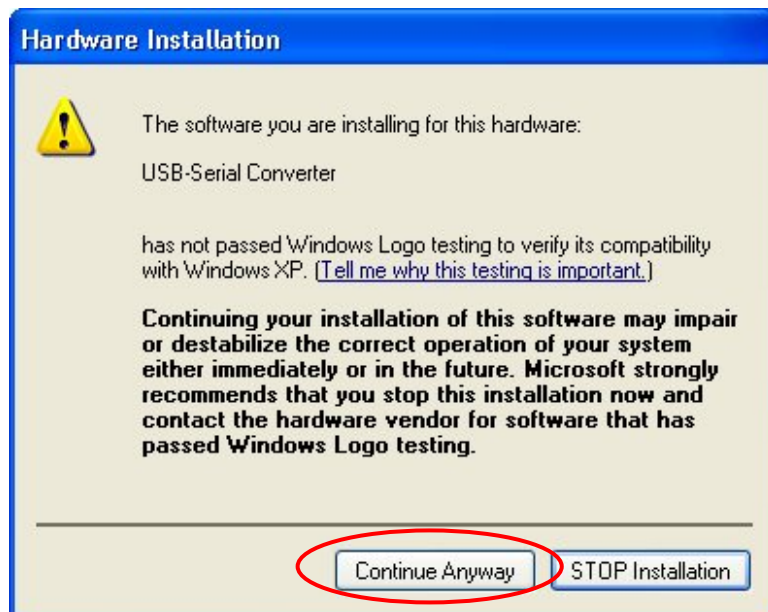 Hardware Installation
The software you are installing for this hardware:
USB-Serial Converter
has not passed Windows Logo testing to verify its compatibility
with Windows XP. (Tell me why this testing is important.)
Continuing your installation of this software may impair
or destabilize the correct operation of your system
either immediately or in the future. Microsoft strongly
recommends that you stop this installation now and
contact the hardware vendor for software that has
passed Windows Logo testing.
Continue Anyway STOP Installation